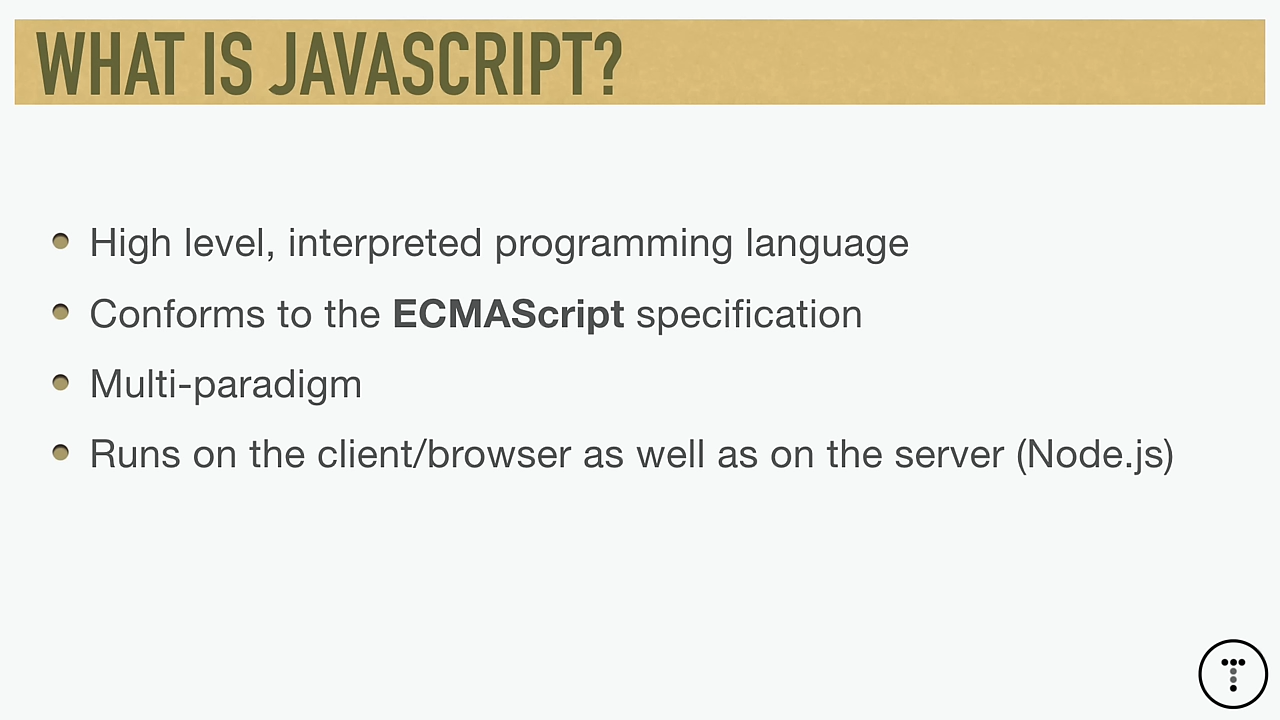 WHAT IS JAVASCRIPT?
High level, interpreted programming language
Conforms to the ECMAScript specification
Multi-paradigm
Runs on the client/browser as well as on the server (Node.js)
T